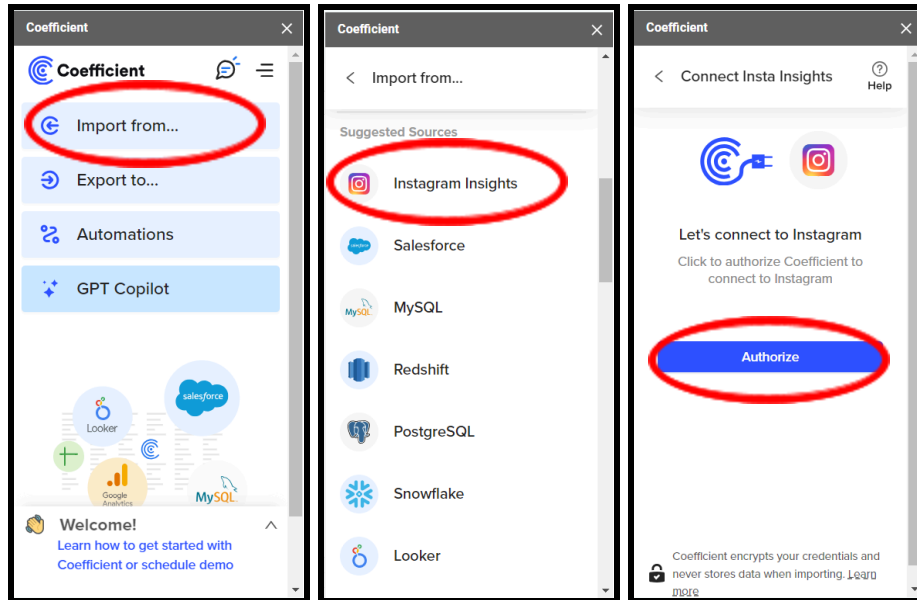 Coefficient
Coefficient
Import from...
Export to...
Automations
GPT Copilot
salesforce
Looker
Google
Analytics
MySQL
Welcome!
Learn how to get started with
Coefficient or schedule demo
Coefficient
Import from...
Suggested Sources
Instagram Insights
salesforce
Salesforce
MySQL
MySQL
Redshift
PostgreSQL
Snowflake
Looker
Coefficient
Connect Insta Insights
?
Help
Let's connect to Instagram
Click to authorize Coefficient to
connect to Instagram
Authorize
Coefficient encrypts your credentials and
never stores data when importing. Learn
more